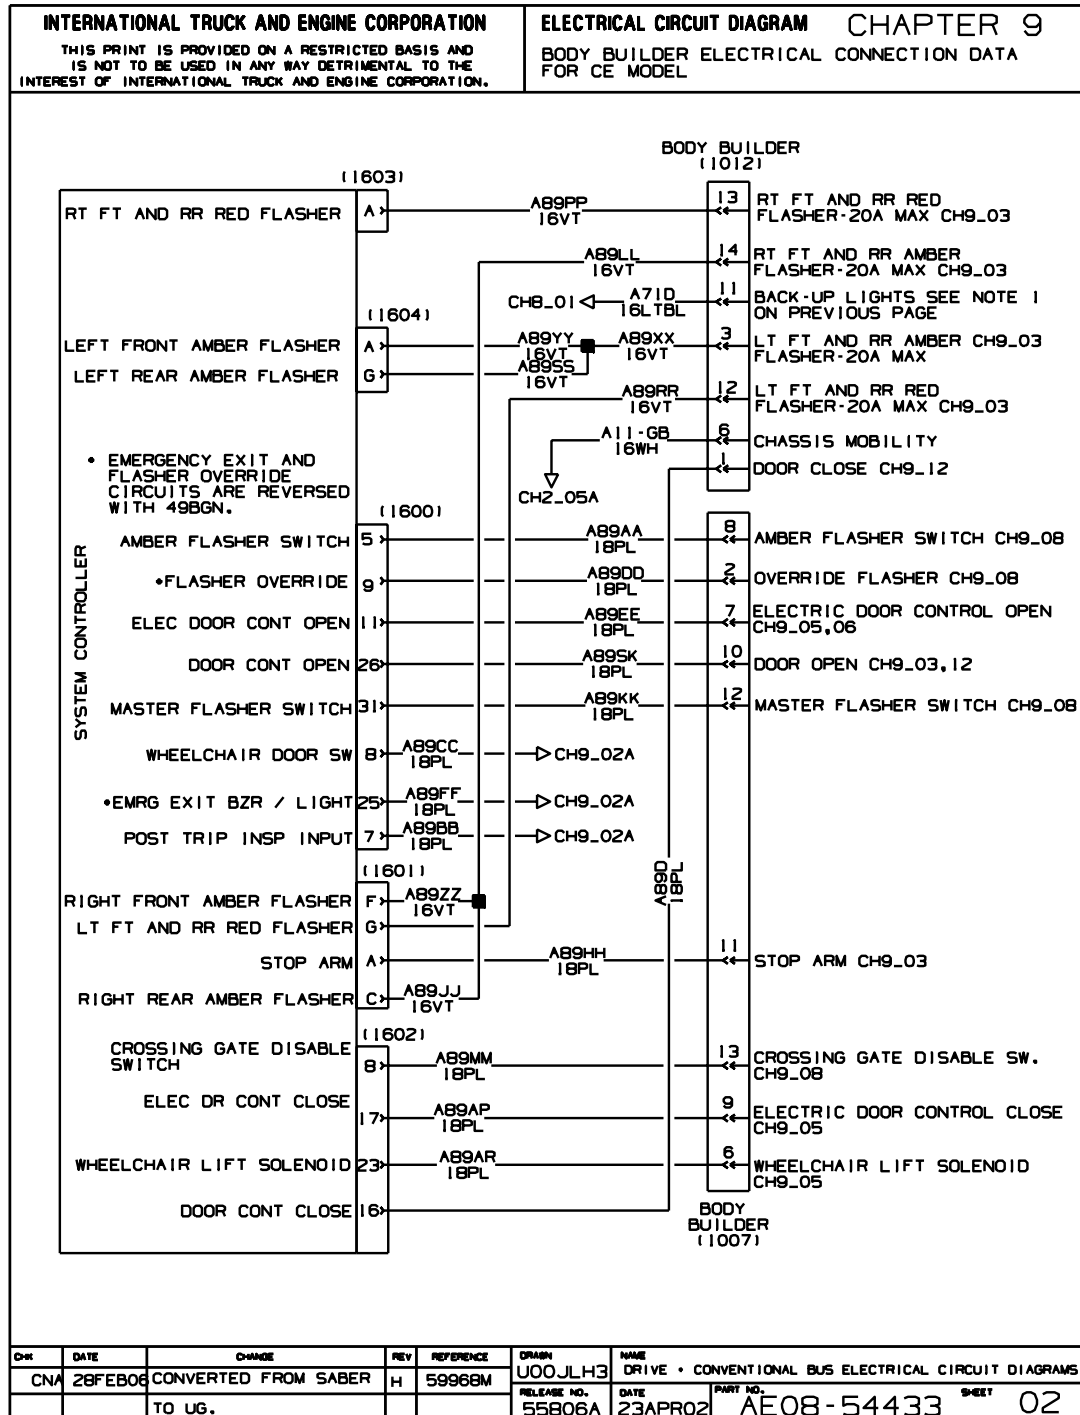 INTERNATIONAL TRUCK AND ENGINE CORPORATION
THIS PRINT IS PROVIDED ON A RESTRICTED BASIS AND
IS NOT TO BE USED IN ANY WAY DETRIMENTAL TO THE
INTEREST OF INTERNATIONAL TRUCK AND ENGINE CORPORATION.
ELECTRICAL CIRCUIT DIAGRAM CHAPTER 9
BODY BUILDER ELECTRICAL CONNECTION DATA
FOR CE MODEL
BODY BUILDER
(1012)
(1603)
RT FT AND RR RED FLASHER A
A89PP
16VT
13 RT FT AND RR RED
FLASHER-20A MAX CH9_03
A89LL
16VT
14 RT FT AND RR AMBER
FLASHER-20A MAX CH9_03
CH8_01 A71D
16LTBL
11 BACK-UP LIGHTS SEE NOTE 1
ON PREVIOUS PAGE
(1604)
LEFT FRONT AMBER FLASHER A
A89YY
16VT
A89XX
16VT
3 LT FT AND RR AMBER CH9_03
FLASHER-20A MAX
LEFT REAR AMBER FLASHER G
A89SS
16VT
A89RR
16VT
12 LT FT AND RR RED
FLASHER-20A MAX CH9_03
A11-GB
16WH
6 CHASSIS MOBILITY
1 DOOR CLOSE CH9_12
CH2_05A
• EMERGENCY EXIT AND
FLASHER OVERRIDE
CIRCUITS ARE REVERSED
WITH 49BGN.
SYSTEM CONTROLLER
(1600)
AMBER FLASHER SWITCH 5
A89AA
18PL
8 AMBER FLASHER SWITCH CH9_08
•FLASHER OVERRIDE 9
A89DD
18PL
2 OVERRIDE FLASHER CH9_08
ELEC DOOR CONT OPEN 11
A89EE
18PL
7 ELECTRIC DOOR CONTROL OPEN
CH9_05,06
DOOR CONT OPEN 26
A89SK
18PL
10 DOOR OPEN CH9_03,12
MASTER FLASHER SWITCH 31
A89KK
18PL
12 MASTER FLASHER SWITCH CH9_08
WHEELCHAIR DOOR SW 8
A89CC
18PL
CH9_02A
•EMRG EXIT BZR / LIGHT 25
A89FF
18PL
CH9_02A
POST TRIP INSP INPUT 7
A89BB
18PL
CH9_02A
A89D
18PL
(1601)
RIGHT FRONT AMBER FLASHER F
A89ZZ
16VT
LT FT AND RR RED FLASHER G
STOP ARM A
A89HH
18PL
11 STOP ARM CH9_03
RIGHT REAR AMBER FLASHER C
A89JJ
16VT
(1602)
CROSSING GATE DISABLE
SWITCH 8
A89MM
18PL
13 CROSSING GATE DISABLE SW.
CH9_08
ELEC DR CONT CLOSE 17
A89AP
18PL
9 ELECTRIC DOOR CONTROL CLOSE
CH9_05
WHEELCHAIR LIFT SOLENOID 23
A89AR
18PL
6 WHEELCHAIR LIFT SOLENOID
CH9_05
DOOR CONT CLOSE 16
BODY
BUILDER
(1007)
CHK DATE CHANGE REV REFERENCE
CNA 28FEB06 CONVERTED FROM SABER H 59968M
TO UG.
DRAWN
U00JLH3
NAME
DRIVE • CONVENTIONAL BUS ELECTRICAL CIRCUIT DIAGRAMS
RELEASE NO.
55806A
DATE
23APR02
PART NO.
AE08-54433
SHEET
02